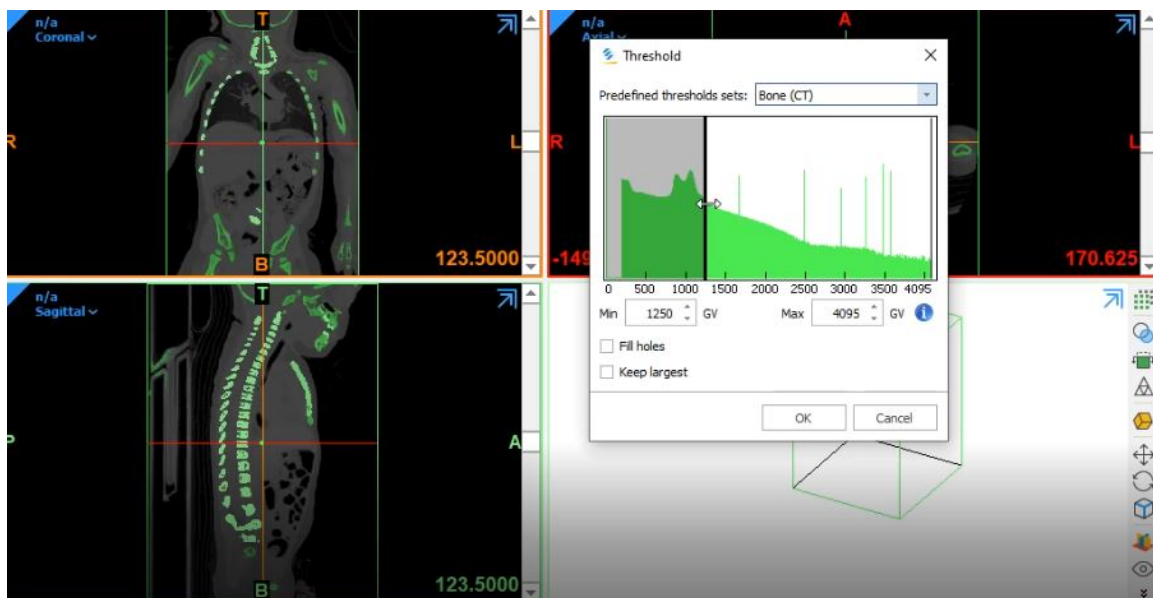 n/a
Coronal
T
R
L
B
123.5000
n/a
Axial
A
R
L
-149
170.625
n/a
Sagittal
T
P
A
B
123.5000
Threshold
Predefined thresholds sets: Bone (CT)
0 500 1000 1500 2000 2500 3000 3500 4095
Min 1250 GV Max 4095 GV
Fill holes
Keep largest
OK Cancel